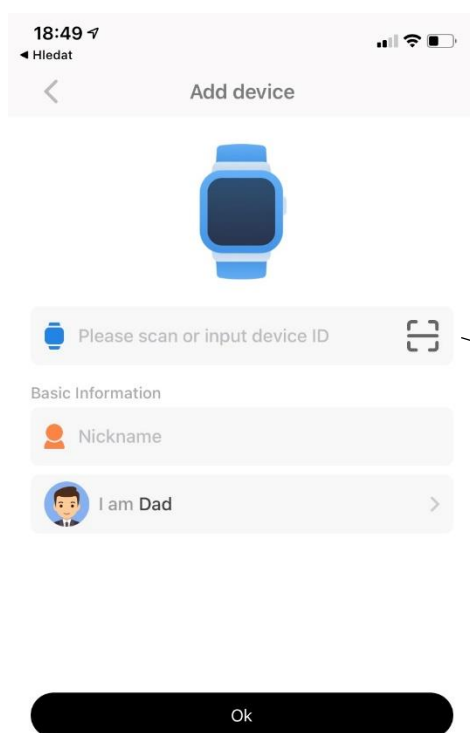 18:49
Hledat
Add device
Please scan or input device ID
Basic Information
Nickname
I am Dad
Ok